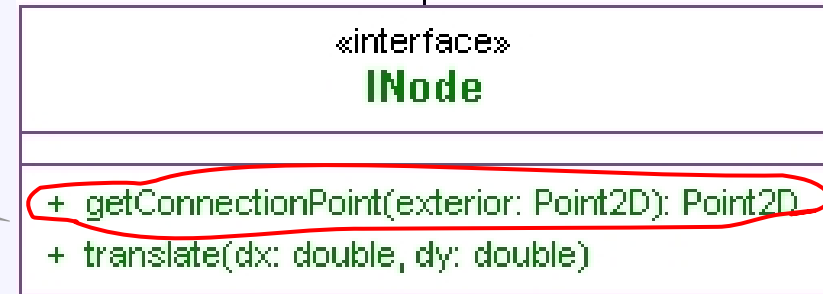 «interface»
INode
+ getConnectionPoint(exterior: Point2D): Point2D
+ translate(dx: double, dy: double)